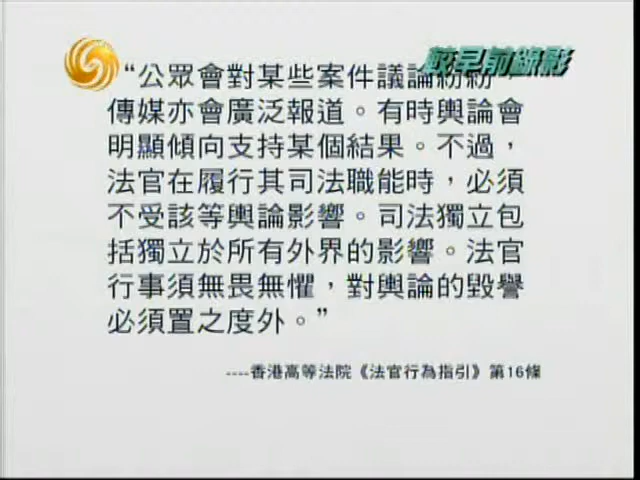 較早前錄影
“公眾會對某些案件議論紛紛
傳媒亦會廣泛報道。有時輿論會
明顯傾向支持某個結果。不過，
法官在履行其司法職能時，必須
不受該等輿論影響。司法獨立包
括獨立於所有外界的影響。法官
行事須無畏無懼，對輿論的毀譽
必須置之度外。”
----香港高等法院《法官行為指引》第16條